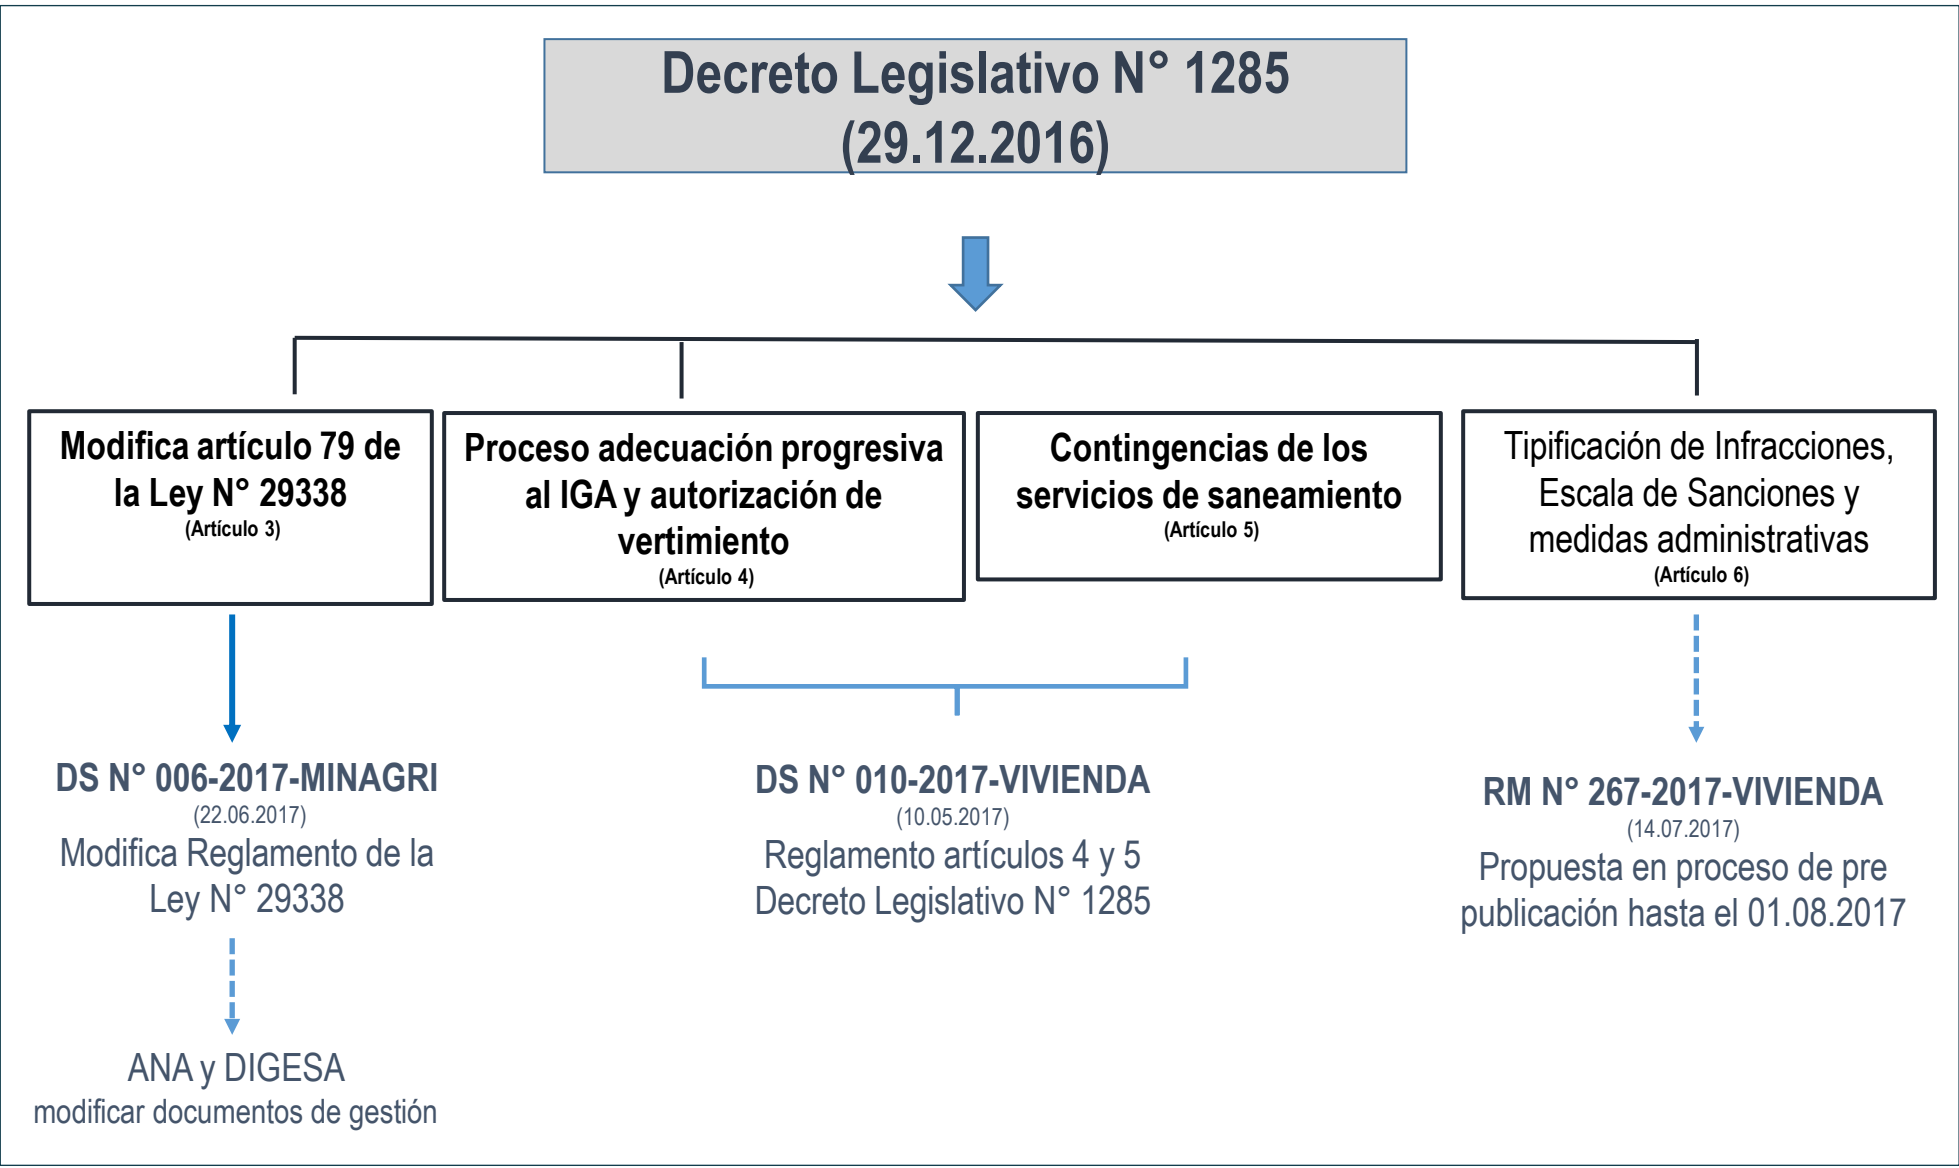 Decreto Legislativo N° 1285
(29.12.2016)
Modifica artículo 79 de
la Ley N° 29338
(Artículo 3)
Proceso adecuación progresiva
al IGA y autorización de
vertimiento
(Artículo 4)
Contingencias de los
servicios de saneamiento
(Artículo 5)
Tipificación de Infracciones,
Escala de Sanciones y
medidas administrativas
(Artículo 6)
DS N° 006-2017-MINAGRI
(22.06.2017)
Modifica Reglamento de la
Ley N° 29338
DS N° 010-2017-VIVIENDA
(10.05.2017)
Reglamento artículos 4 y 5
Decreto Legislativo N° 1285
RM N° 267-2017-VIVIENDA
(14.07.2017)
Propuesta en proceso de pre
publicación hasta el 01.08.2017
ANA y DIGESA
modificar documentos de gestión